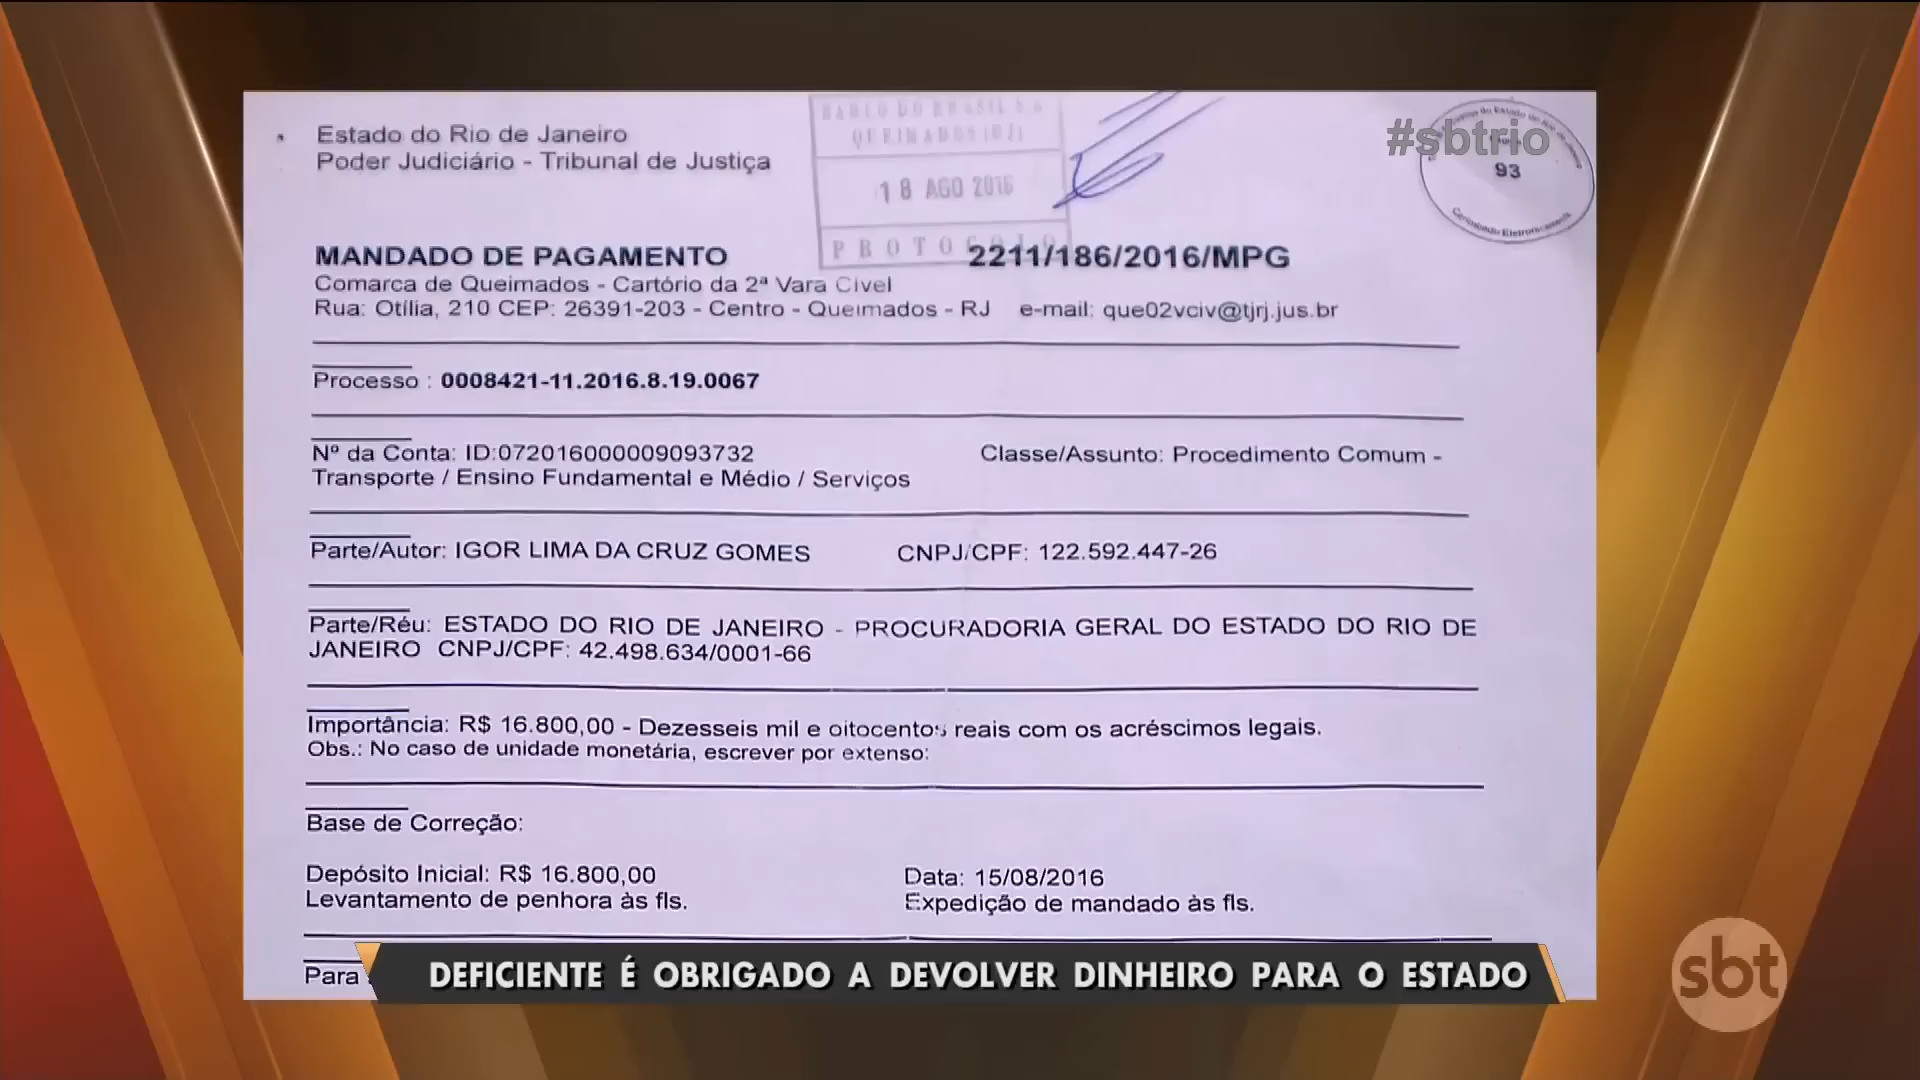 Estado do Rio de Janeiro
Poder Judiciário - Tribunal de Justiça
BANCO DO BRASIL S.A
QUEIMADOS (RJ)
18 AGO 2016
PROTOCOLO
#sbtrio
93
MANDADO DE PAGAMENTO 2211/186/2016/MPG
Comarca de Queimados - Cartório da 2ª Vara Cível
Rua: Otília, 210 CEP: 26391-203 - Centro - Queimados - RJ e-mail: que02vciv@tjrj.jus.br
Processo : 0008421-11.2016.8.19.0067
Nº da Conta: ID:072016000009093732 Classe/Assunto: Procedimento Comum -
Transporte / Ensino Fundamental e Médio / Serviços
Parte/Autor: IGOR LIMA DA CRUZ GOMES CNPJ/CPF: 122.592.447-26
Parte/Réu: ESTADO DO RIO DE JANEIRO - PROCURADORIA GERAL DO ESTADO DO RIO DE
JANEIRO CNPJ/CPF: 42.498.634/0001-66
Importância: R$ 16.800,00 - Dezesseis mil e oitocentos reais com os acréscimos legais.
Obs.: No caso de unidade monetária, escrever por extenso:
Base de Correção:
Depósito Inicial: R$ 16.800,00 Data: 15/08/2016
Levantamento de penhora às fls. Expedição de mandado às fls.
Para
DEFICIENTE É OBRIGADO A DEVOLVER DINHEIRO PARA O ESTADO
sbt